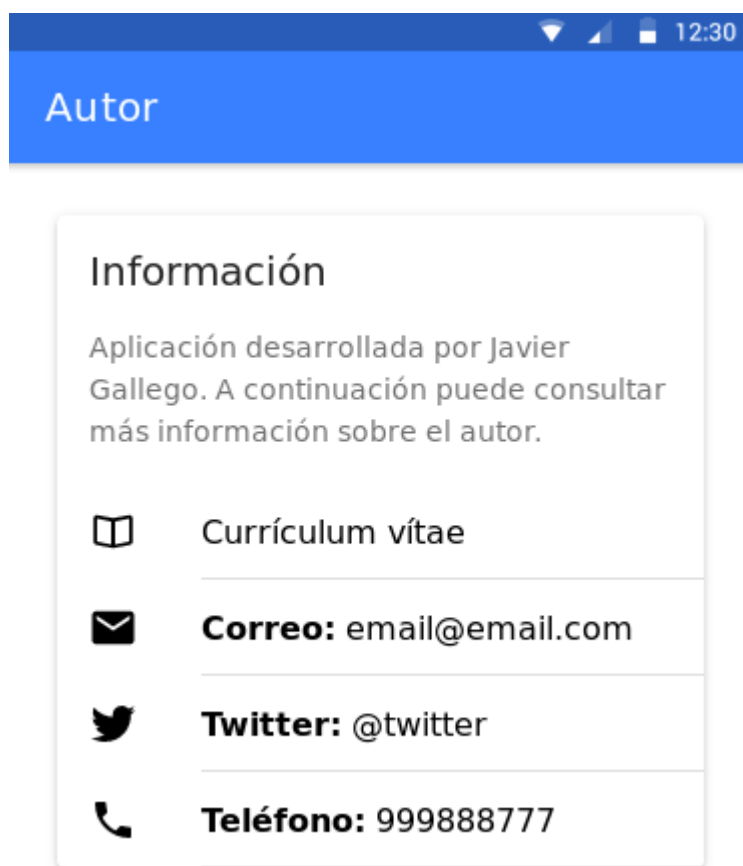 12:30
Autor
Información
Aplicación desarrollada por Javier
Gallego. A continuación puede consultar
más información sobre el autor.
Currículum vítae
Correo: email@email.com
Twitter: @twitter
Teléfono: 999888777